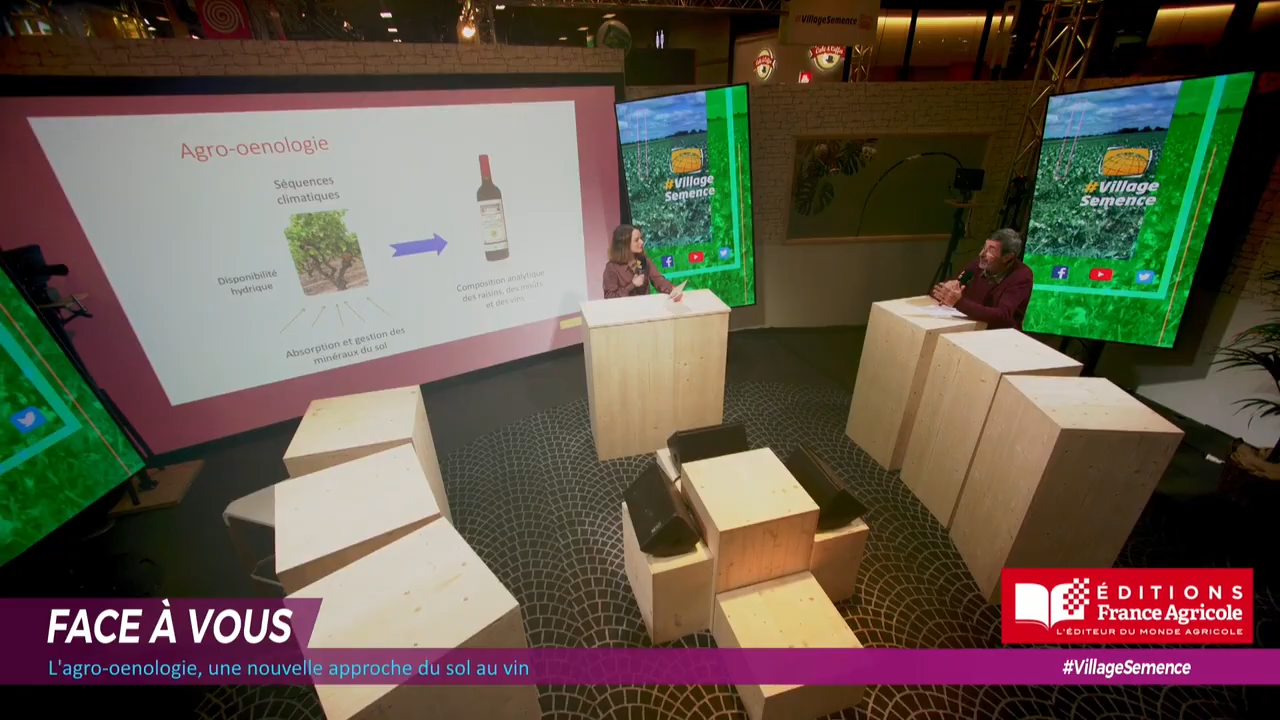 #VillageSemence
Café & Coffee
Agro-oenologie
Séquences
climatiques
Disponibilité
hydrique
Absorption et gestion des
minéraux du sol
Composition analytique
des raisins, des moûts
et des vins
#Village
Semence
#Village
Semence
FACE À VOUS
L'agro-oenologie, une nouvelle approche du sol au vin
ÉDITIONS
France Agricole
L'ÉDITEUR DU MONDE AGRICOLE
#VillageSemence